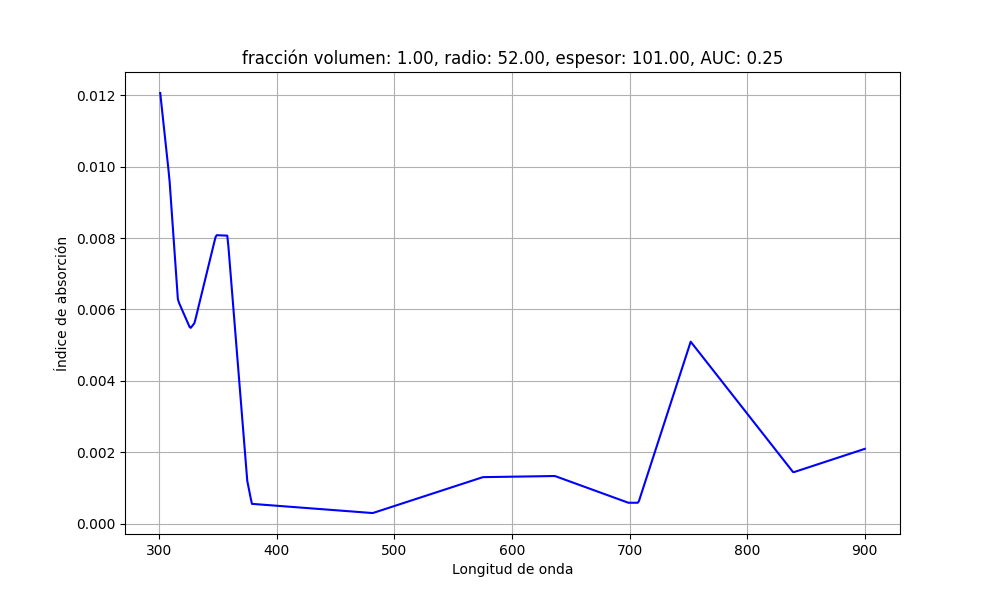 fracción volumen: 1.00, radio: 52.00, espesor: 101.00, AUC: 0.25
0.012
0.010
0.008
0.006
0.004
0.002
0.000
Índice de absorción
300 400 500 600 700 800 900
Longitud de onda